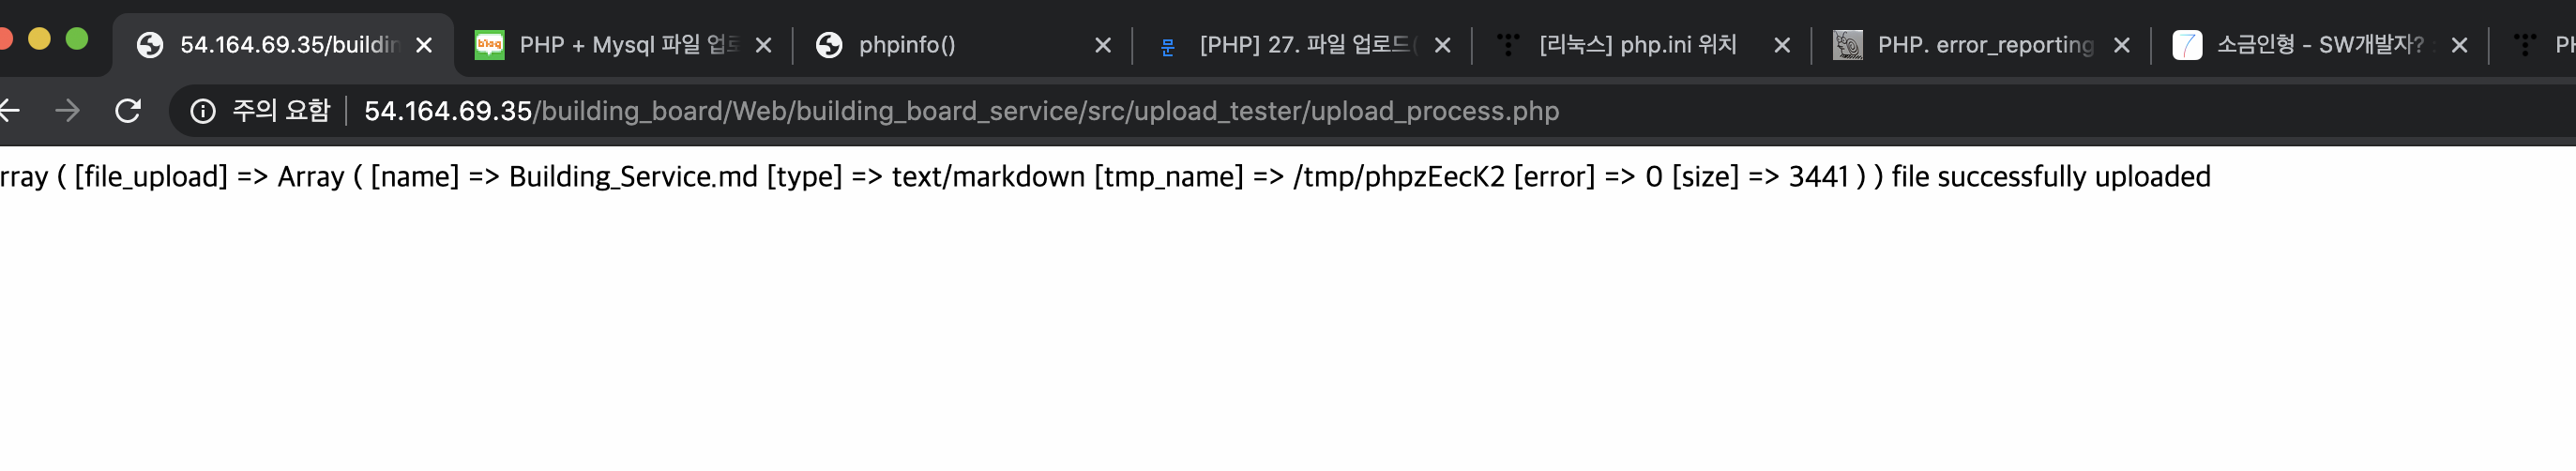 54.164.69.35/buildin
PHP + Mysql 파일 업로
phpinfo()
[PHP] 27. 파일 업로드(
[리눅스] php.ini 위치
PHP. error_reporting
소금인형 - SW개발자?
PH
주의 요함 54.164.69.35/building_board/Web/building_board_service/src/upload_tester/upload_process.php
rray ( [file_upload] => Array ( [name] => Building_Service.md [type] => text/markdown [tmp_name] => /tmp/phpzEecK2 [error] => 0 [size] => 3441 ) ) file successfully uploaded